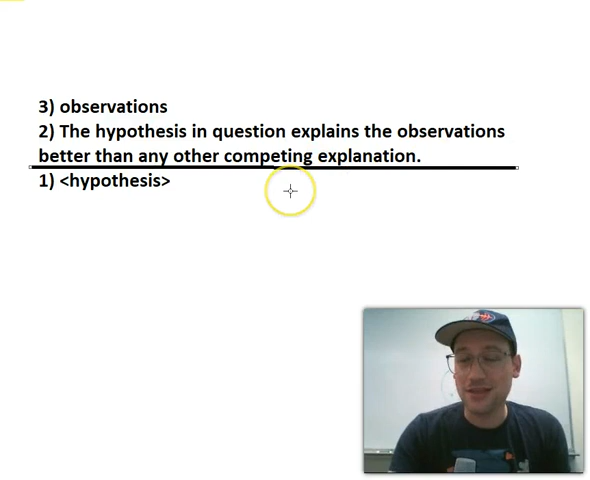 3) observations
2) The hypothesis in question explains the observations
better than any other competing explanation.
1) <hypothesis>